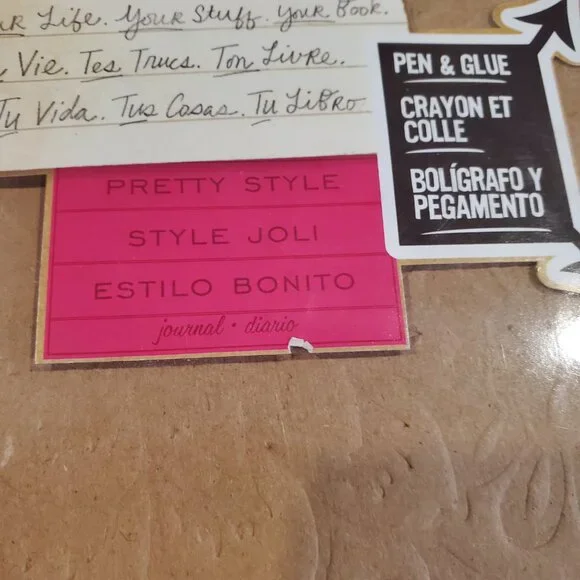 Life. Your Stuff. Your Book.
Vie. Tes Trucs. Ton Livre.
Tu Vida. Tus Cosas. Tu Libro
PEN & GLUE
CRAYON ET
COLLE
BOLÍGRAFO Y
PEGAMENTO
PRETTY STYLE
STYLE JOLI
ESTILO BONITO
journal • diario